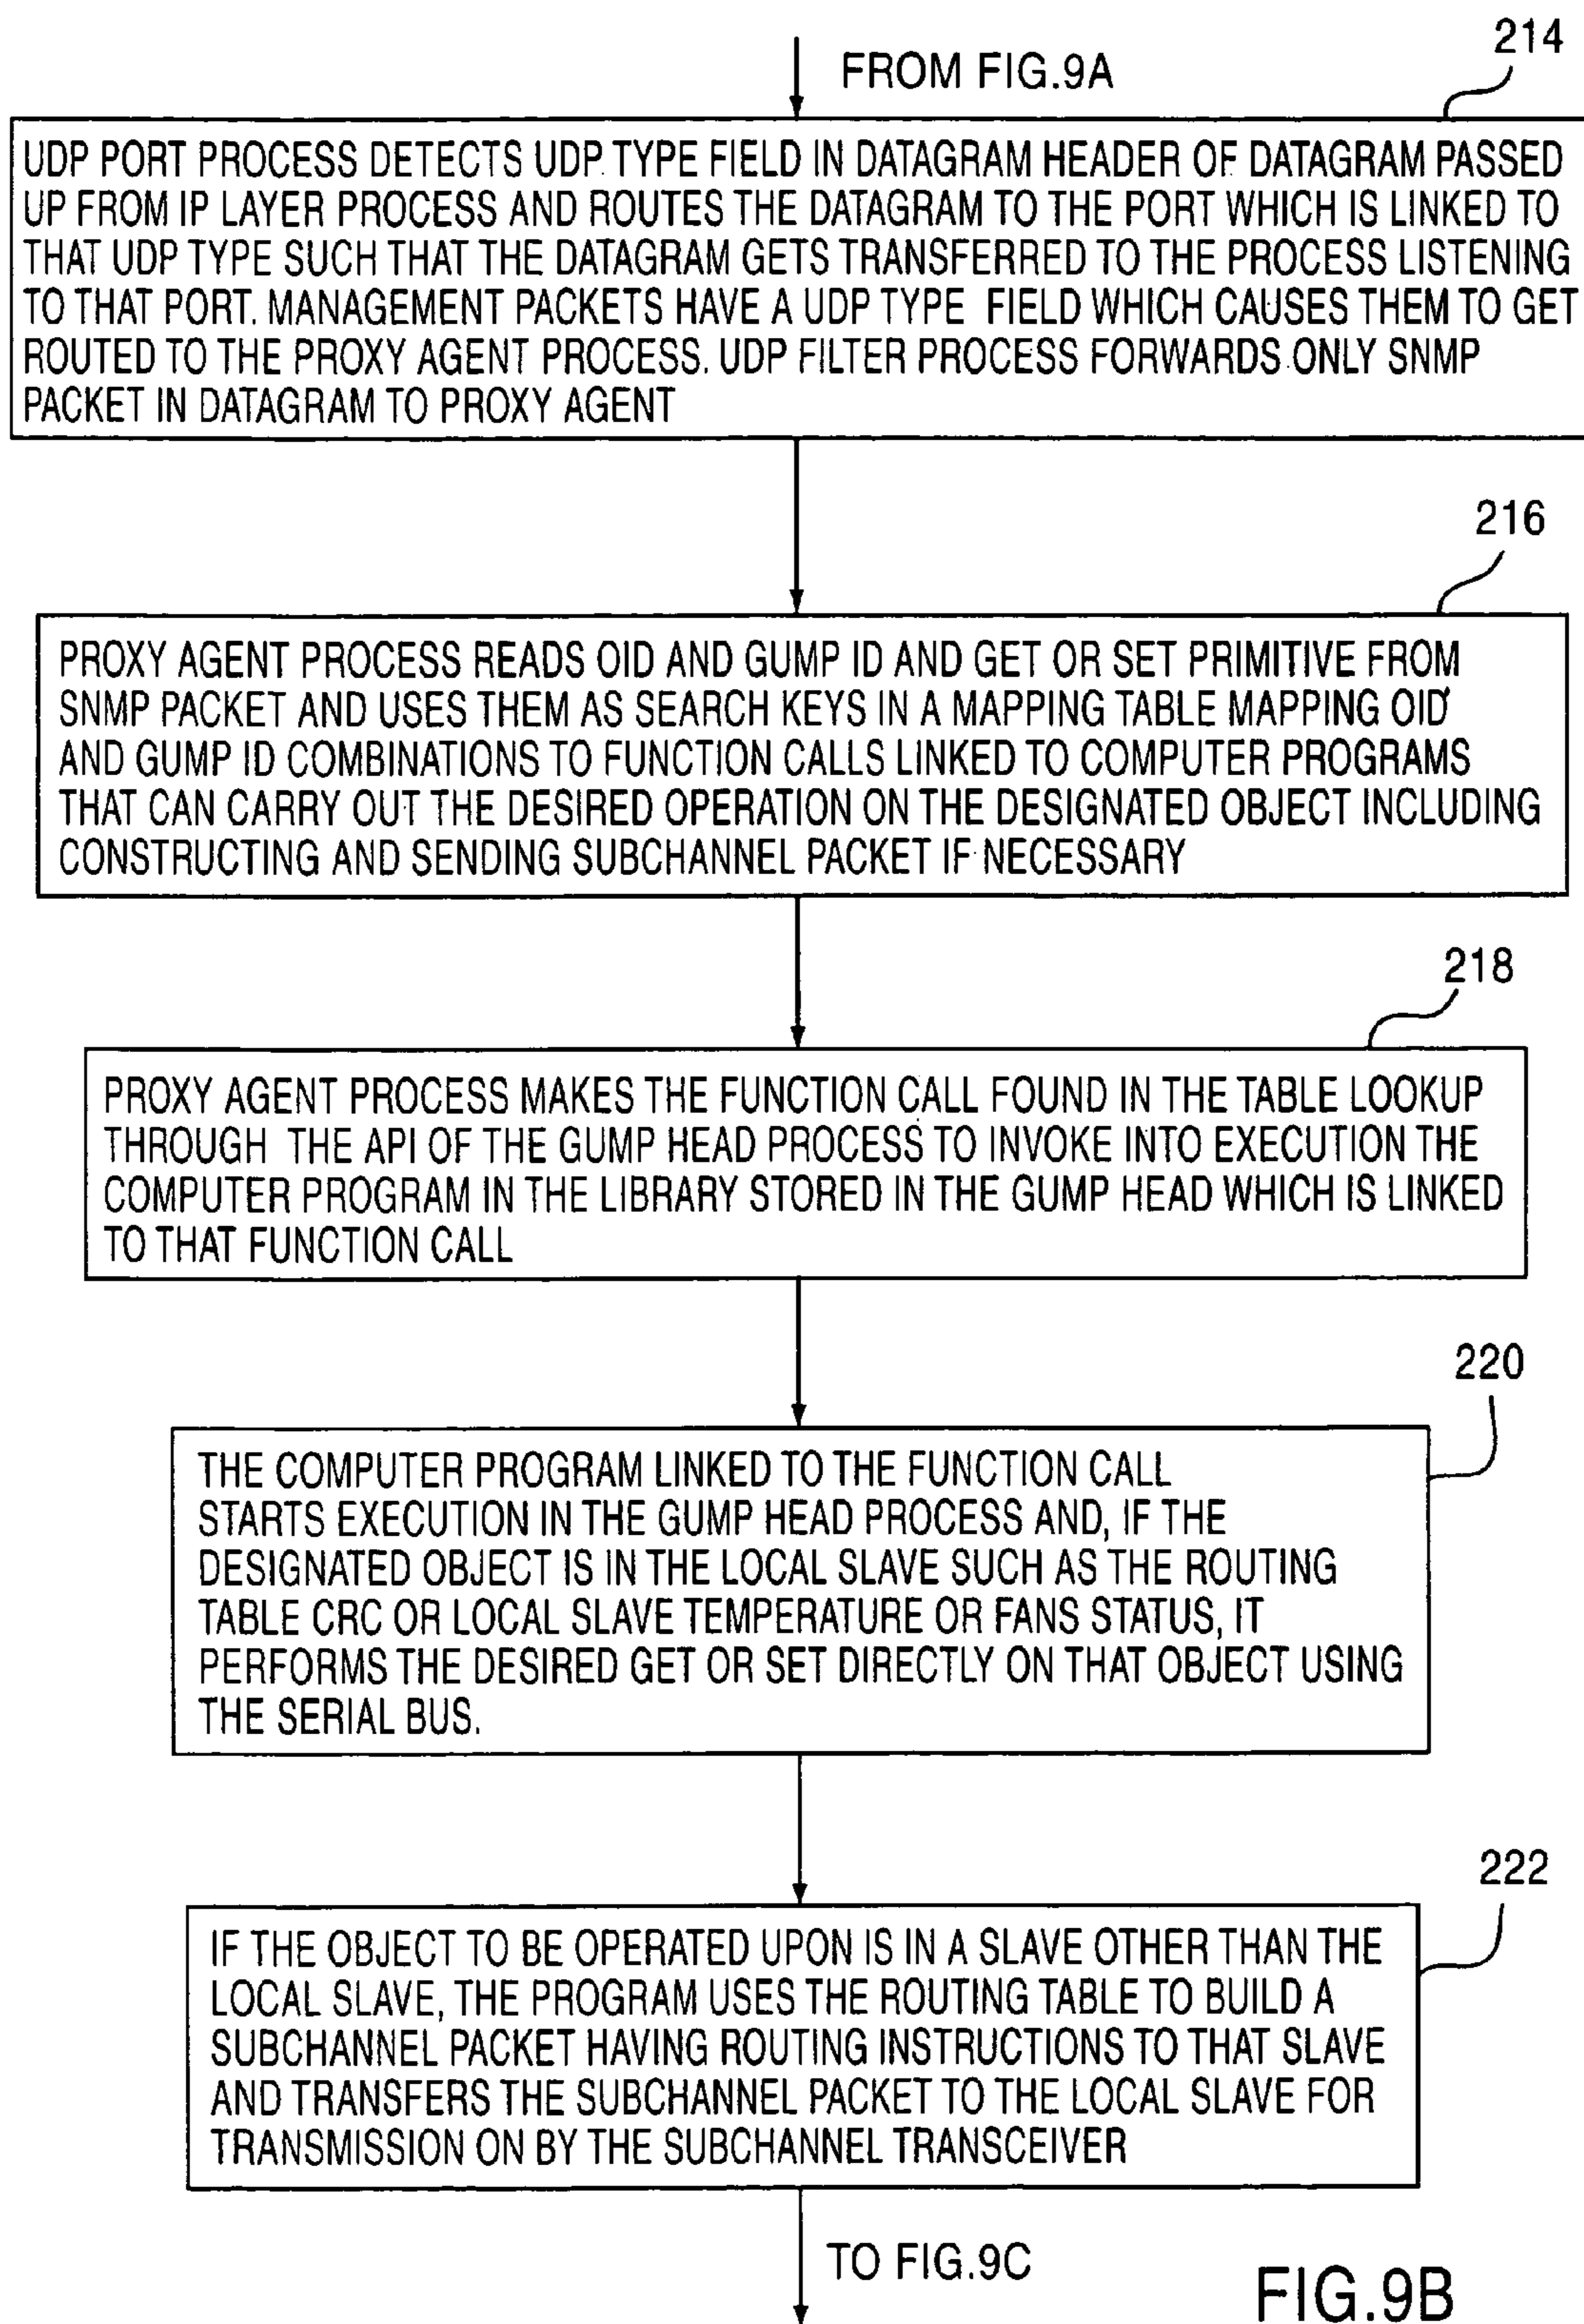 214
FROM FIG.9A
UDP PORT PROCESS DETECTS UDP TYPE FIELD IN DATAGRAM HEADER OF DATAGRAM PASSED
UP FROM IP LAYER PROCESS AND ROUTES THE DATAGRAM TO THE PORT WHICH IS LINKED TO
THAT UDP TYPE SUCH THAT THE DATAGRAM GETS TRANSFERRED TO THE PROCESS LISTENING
TO THAT PORT. MANAGEMENT PACKETS HAVE A UDP TYPE FIELD WHICH CAUSES THEM TO GET
ROUTED TO THE PROXY AGENT PROCESS. UDP FILTER PROCESS FORWARDS ONLY SNMP
PACKET IN DATAGRAM TO PROXY AGENT
216
PROXY AGENT PROCESS READS OID AND GUMP ID AND GET OR SET PRIMITIVE FROM
SNMP PACKET AND USES THEM AS SEARCH KEYS IN A MAPPING TABLE MAPPING OID
AND GUMP ID COMBINATIONS TO FUNCTION CALLS LINKED TO COMPUTER PROGRAMS
THAT CAN CARRY OUT THE DESIRED OPERATION ON THE DESIGNATED OBJECT INCLUDING
CONSTRUCTING AND SENDING SUBCHANNEL PACKET IF NECESSARY
218
PROXY AGENT PROCESS MAKES THE FUNCTION CALL FOUND IN THE TABLE LOOKUP
THROUGH THE API OF THE GUMP HEAD PROCESS TO INVOKE INTO EXECUTION THE
COMPUTER PROGRAM IN THE LIBRARY STORED IN THE GUMP HEAD WHICH IS LINKED
TO THAT FUNCTION CALL
220
THE COMPUTER PROGRAM LINKED TO THE FUNCTION CALL
STARTS EXECUTION IN THE GUMP HEAD PROCESS AND, IF THE
DESIGNATED OBJECT IS IN THE LOCAL SLAVE SUCH AS THE ROUTING
TABLE CRC OR LOCAL SLAVE TEMPERATURE OR FANS STATUS, IT
PERFORMS THE DESIRED GET OR SET DIRECTLY ON THAT OBJECT USING
THE SERIAL BUS.
222
IF THE OBJECT TO BE OPERATED UPON IS IN A SLAVE OTHER THAN THE
LOCAL SLAVE, THE PROGRAM USES THE ROUTING TABLE TO BUILD A
SUBCHANNEL PACKET HAVING ROUTING INSTRUCTIONS TO THAT SLAVE
AND TRANSFERS THE SUBCHANNEL PACKET TO THE LOCAL SLAVE FOR
TRANSMISSION ON BY THE SUBCHANNEL TRANSCEIVER
TO FIG.9C
FIG.9B